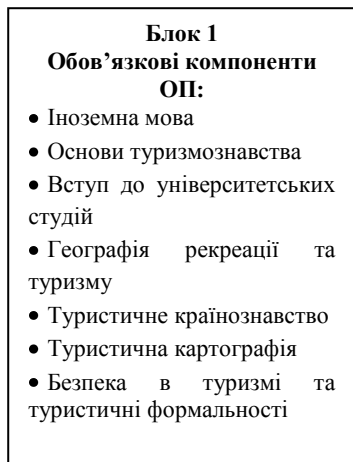 Блок 1
Обов’язкові компоненти
ОП:
• Іноземна мова
• Основи туризмознавства
• Вступ до університетських
студій
• Географія рекреації та
туризму
• Туристичне країнознавство
• Туристична картографія
• Безпека в туризмі та
туристичні формальності